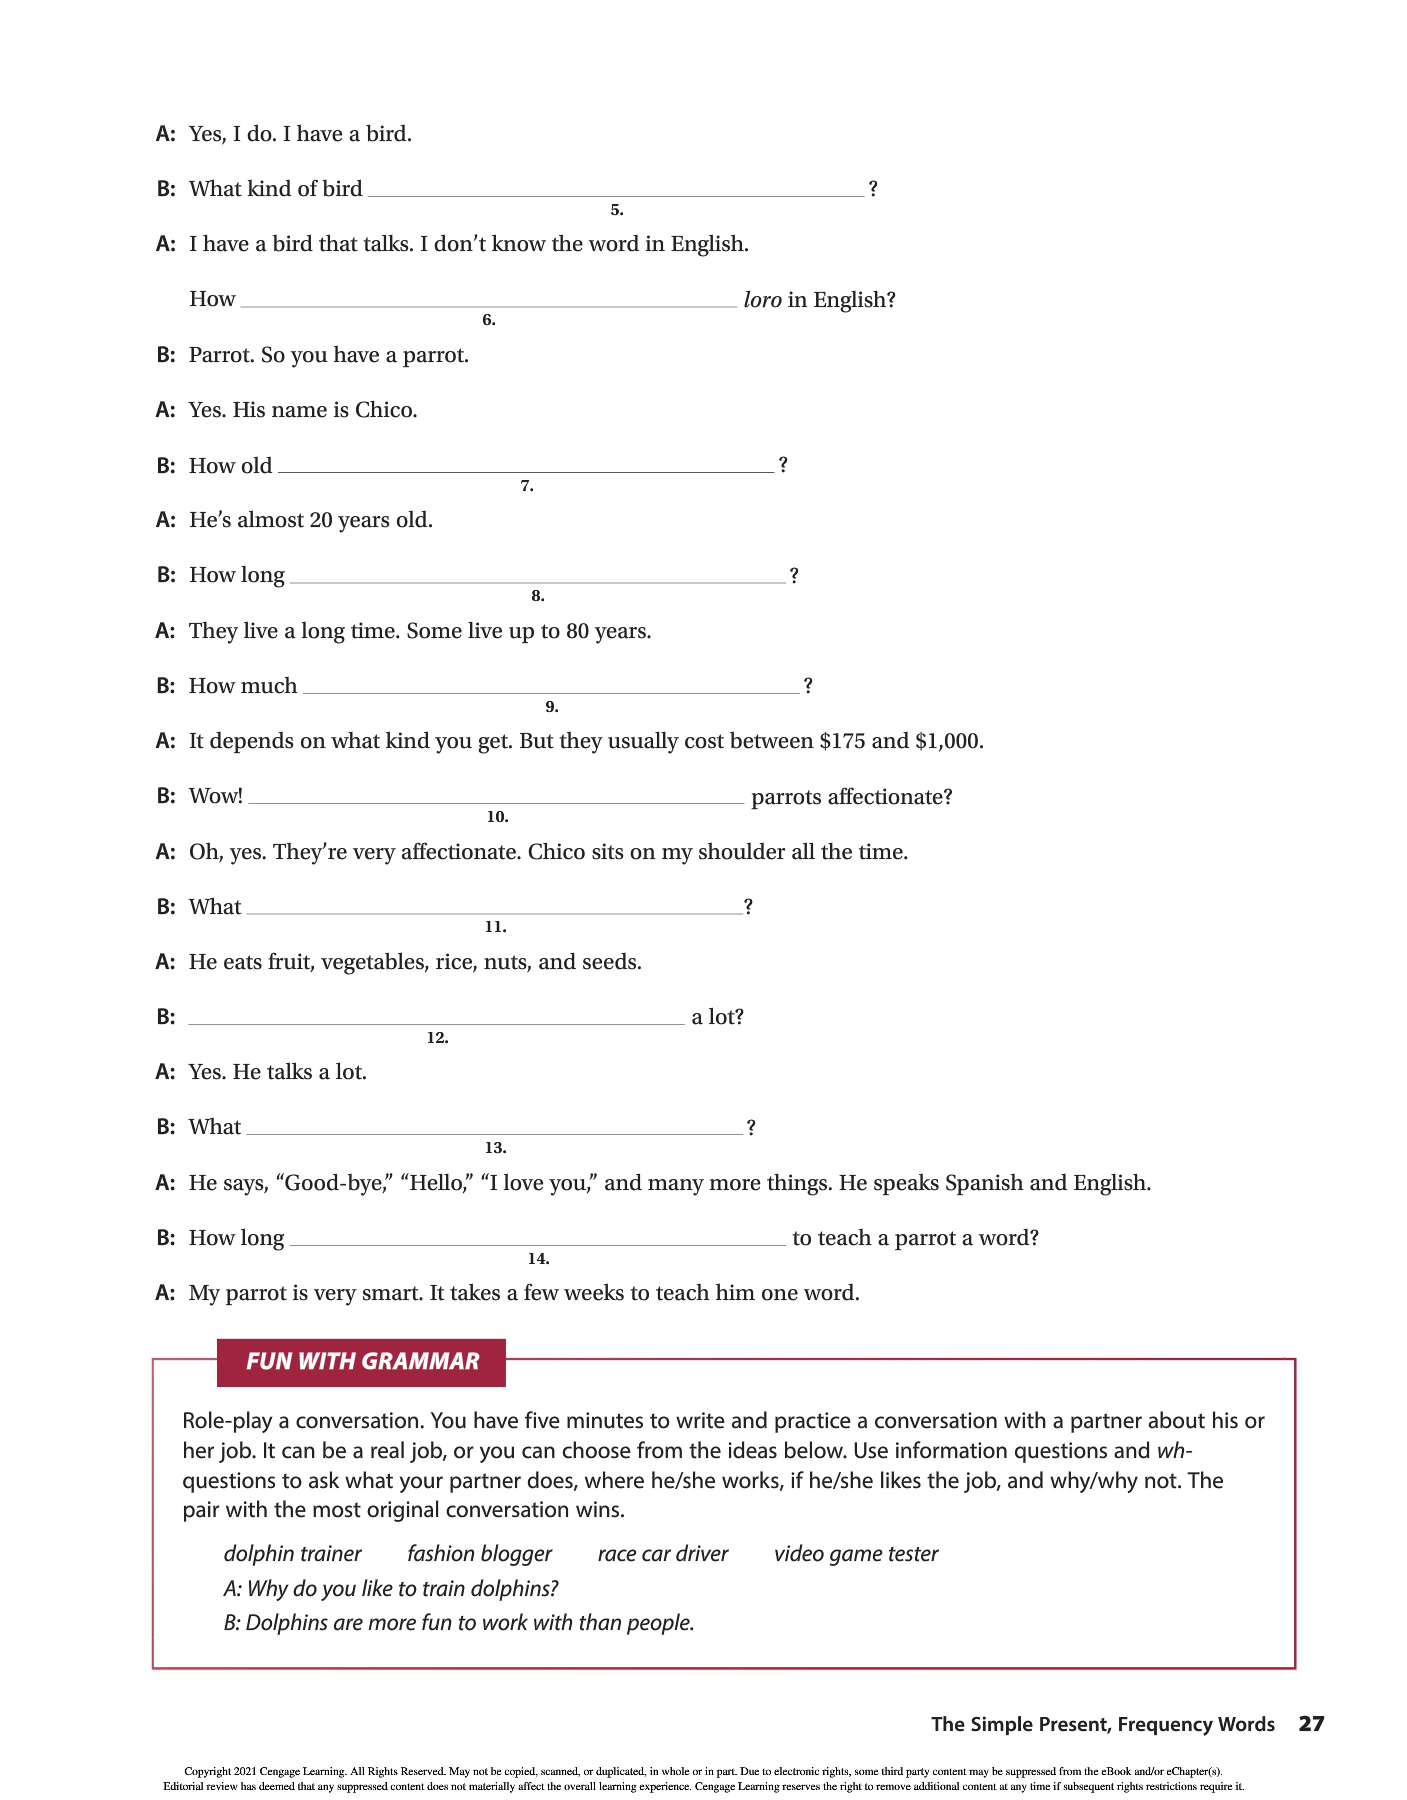 A: Yes, I do. I have a bird.
B: What kind of bird ______?
5.
A: I have a bird that talks. I don’t know the word in English.
How ______ loro in English?
6.
B: Parrot. So you have a parrot.
A: Yes. His name is Chico.
B: How old ______?
7.
A: He’s almost 20 years old.
B: How long ______?
8.
A: They live a long time. Some live up to 80 years.
B: How much ______?
9.
A: It depends on what kind you get. But they usually cost between $175 and $1,000.
B: Wow! ______ parrots affectionate?
10.
A: Oh, yes. They’re very affectionate. Chico sits on my shoulder all the time.
B: What ______?
11.
A: He eats fruit, vegetables, rice, nuts, and seeds.
B: ______ a lot?
12.
A: Yes. He talks a lot.
B: What ______?
13.
A: He says, “Good-bye,” “Hello,” “I love you,” and many more things. He speaks Spanish and English.
B: How long ______ to teach a parrot a word?
14.
A: My parrot is very smart. It takes a few weeks to teach him one word.
FUN WITH GRAMMAR
Role-play a conversation. You have five minutes to write and practice a conversation with a partner about his or
her job. It can be a real job, or you can choose from the ideas below. Use information questions and wh-
questions to ask what your partner does, where he/she works, if he/she likes the job, and why/why not. The
pair with the most original conversation wins.
dolphin trainer fashion blogger race car driver video game tester
A: Why do you like to train dolphins?
B: Dolphins are more fun to work with than people.
The Simple Present, Frequency Words 27
Copyright 2021 Cengage Learning. All Rights Reserved. May not be copied, scanned, or duplicated, in whole or in part. Due to electronic rights, some third party content may be suppressed from the eBook and/or eChapter(s).
Editorial review has deemed that any suppressed content does not materially affect the overall learning experience. Cengage Learning reserves the right to remove additional content at any time if subsequent rights restrictions require it.